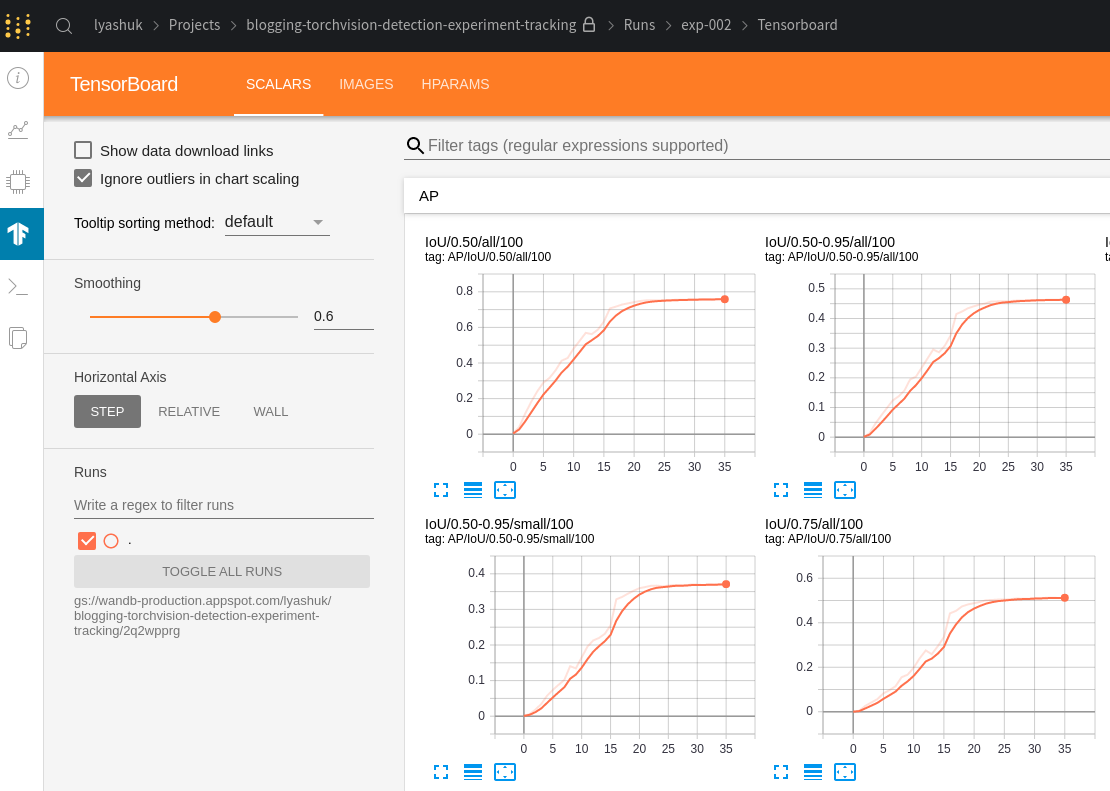 lyashuk > Projects > blogging-torchvision-detection-experiment-tracking > Runs > exp-002 > Tensorboard
TensorBoard
SCALARS IMAGES HPARAMS
Show data download links
Ignore outliers in chart scaling
Tooltip sorting method: default
Smoothing
0.6
Horizontal Axis
STEP RELATIVE WALL
Runs
Write a regex to filter runs
.
TOGGLE ALL RUNS
gs://wandb-production.appspot.com/lyashuk/
blogging-torchvision-detection-experiment-
tracking/2q2wpprg
Filter tags (regular expressions supported)
AP
IoU/0.50/all/100
tag: AP/IoU/0.50/all/100
0.8
0.6
0.4
0.2
0
0 5 10 15 20 25 30 35
IoU/0.50-0.95/all/100
tag: AP/IoU/0.50-0.95/all/100
0.5
0.4
0.3
0.2
0.1
0
0 5 10 15 20 25 30 35
IoU/0.50-0.95/small/100
tag: AP/IoU/0.50-0.95/small/100
0.4
0.3
0.2
0.1
0
0 5 10 15 20 25 30 35
IoU/0.75/all/100
tag: AP/IoU/0.75/all/100
0.6
0.4
0.2
0
0 5 10 15 20 25 30 35